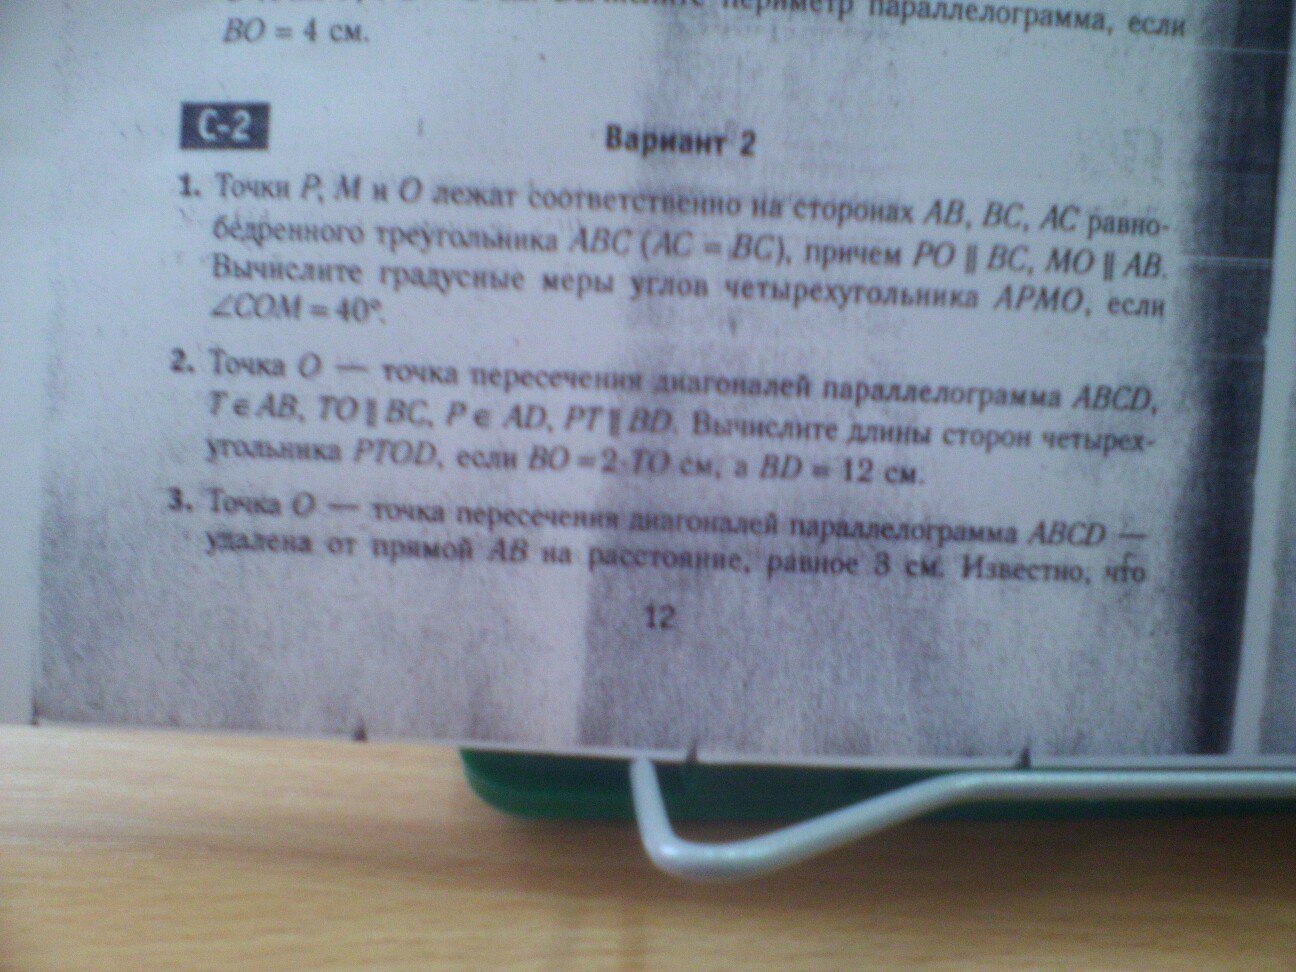 периметр параллелограмма, если
BO = 4 см.
С-2
Вариант 2
1. Точки P, M и O лежат соответственно на сторонах AB, BC, AC равно-
бедренного треугольника ABC (AC = BC), причем PO ∥ BC, MO ∥ AB.
Вычислите градусные меры углов четырехугольника APMO, если
∠COM = 40°.
2. Точка O — точка пересечения диагоналей параллелограмма ABCD,
T ∈ AB, TO ∥ BC, P ∈ AD, PT ∥ BD. Вычислите длины сторон четырех-
угольника PTOD, если BO = 2·TO см, а BD = 12 см.
3. Точка O — точка пересечения диагоналей параллелограмма ABCD —
удалена от прямой AB на расстояние, равное 3 см. Известно, что
12